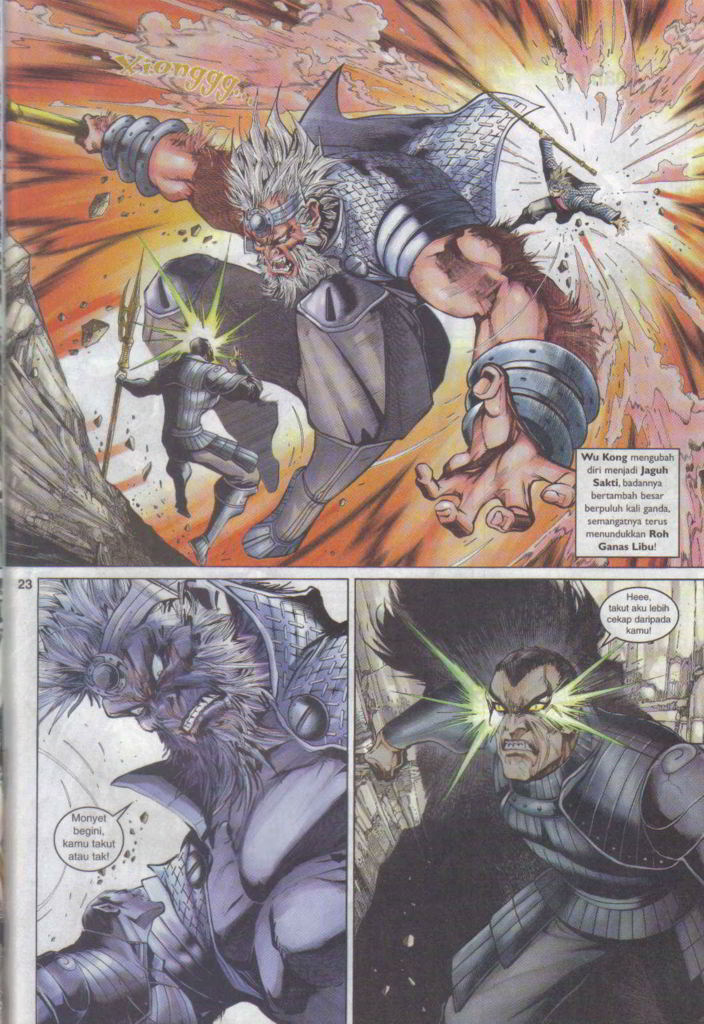 Xionggg...
Wu Kong mengubah
diri menjadi Jaguh
Sakti, badannya
bertambah besar
berpuluh kali ganda,
semangatnya terus
menundukkan Roh
Ganas Libu!
23
Monyet
begini,
kamu takut
atau tak!
Heee,
takut aku lebih
cekap daripada
kamu!